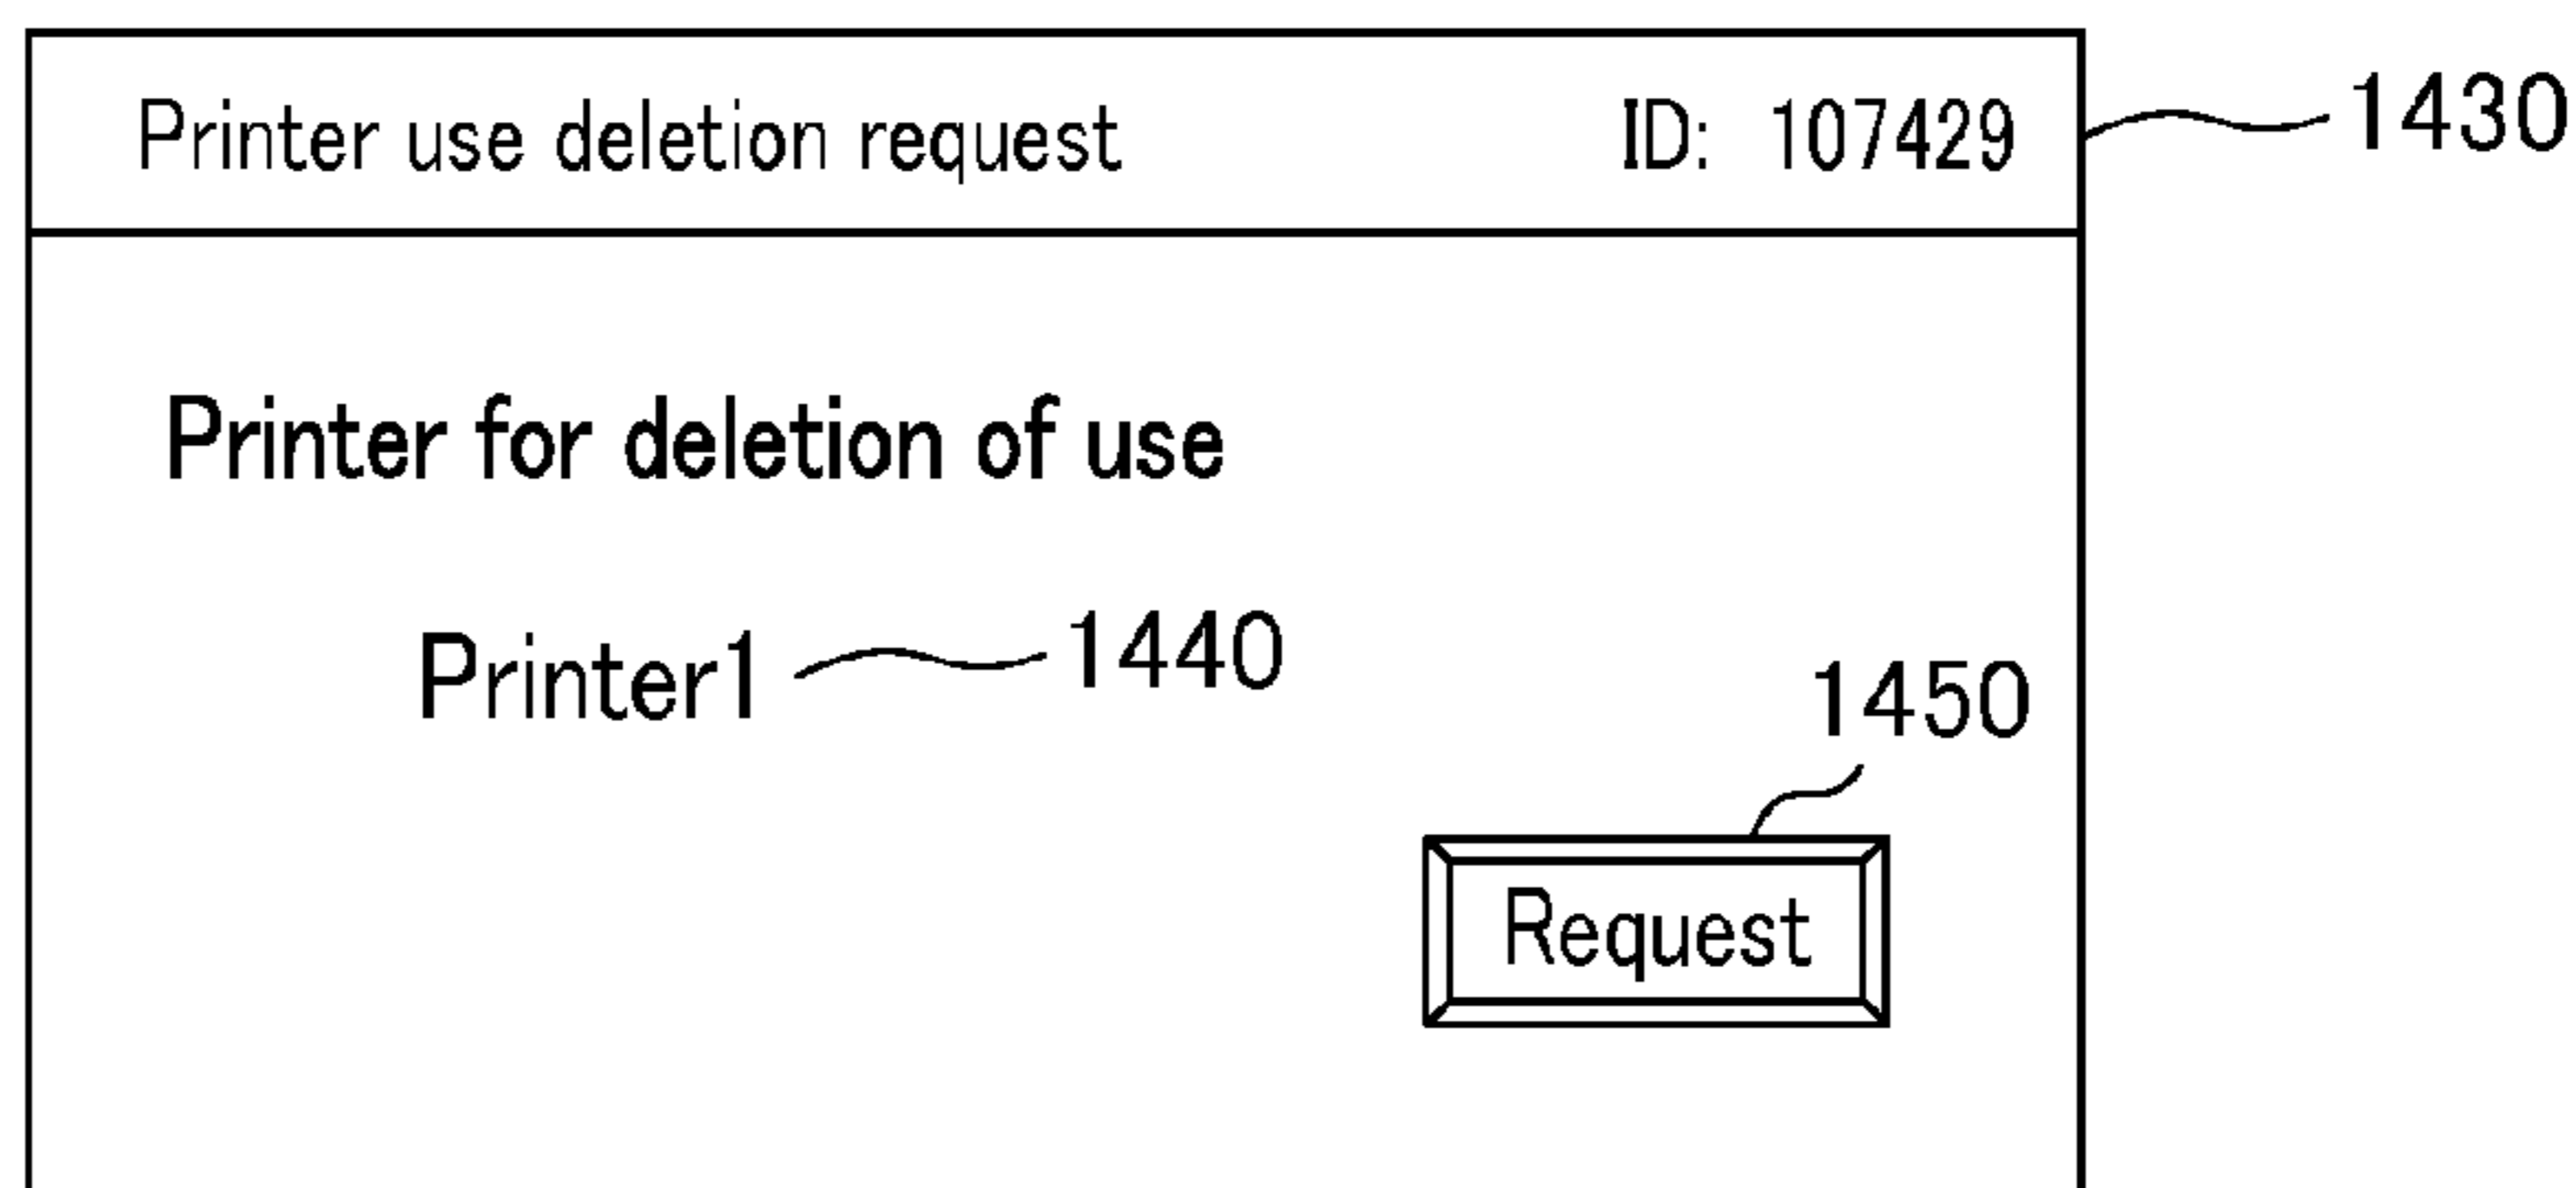 Printer use deletion request ID: 107429 1430
Printer for deletion of use
Printer1 1440
1450
Request